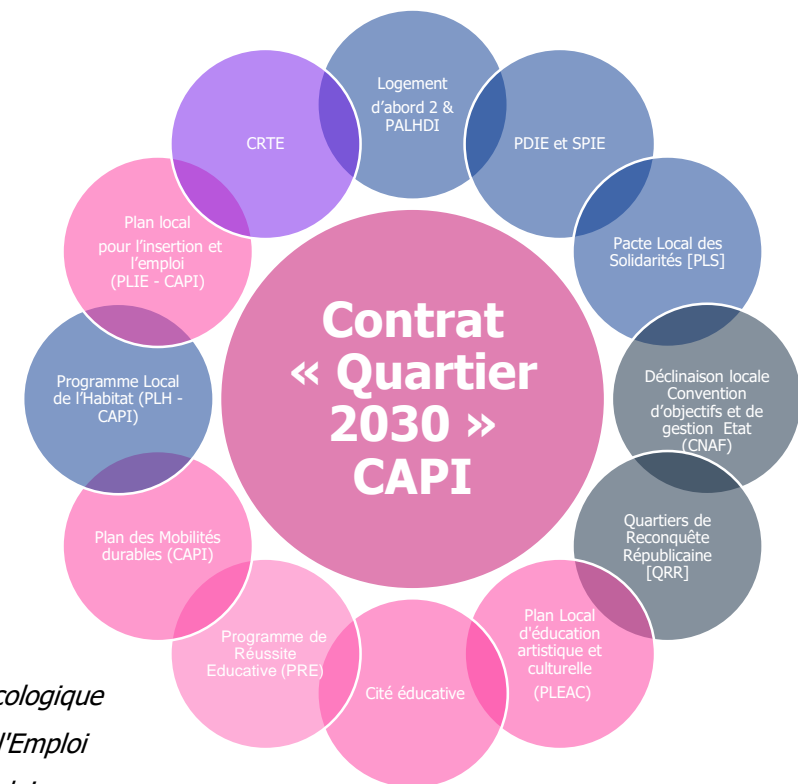 Logement
d'abord 2 &
PALHDI
PDIE et SPIE
Pacte Local des
Solidarités [PLS]
Déclinaison locale
Convention
d'objectifs et de
gestion Etat
(CNAF)
Quartiers de
Reconquête
Républicaine
[QRR]
Plan Local
d'éducation
artistique et
culturelle
(PLEAC)
Cité éducative
Programme de
Réussite
Educative (PRE)
Plan des Mobilités
durables (CAPI)
Programme Local
de l'Habitat (PLH -
CAPI)
Plan local
pour l'insertion et
l'emploi
(PLIE - CAPI)
CRTE
Contrat
« Quartier
2030 »
CAPI
cologique
l'Emploi